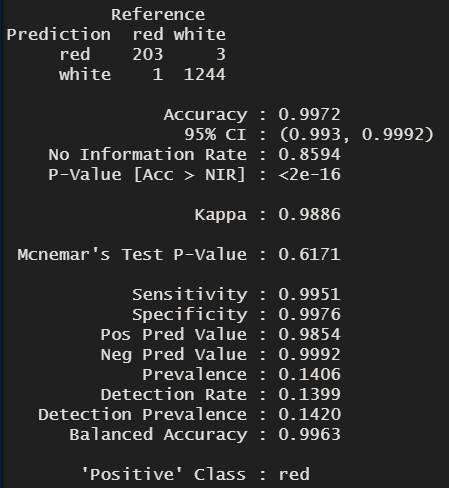 Reference
Prediction red white
red 203 3
white 1 1244
Accuracy : 0.9972
95% CI : (0.993, 0.9992)
No Information Rate : 0.8594
P-Value [Acc > NIR] : <2e-16
Kappa : 0.9886
Mcnemar's Test P-Value : 0.6171
Sensitivity : 0.9951
Specificity : 0.9976
Pos Pred Value : 0.9854
Neg Pred Value : 0.9992
Prevalence : 0.1406
Detection Rate : 0.1399
Detection Prevalence : 0.1420
Balanced Accuracy : 0.9963
'Positive' Class : red